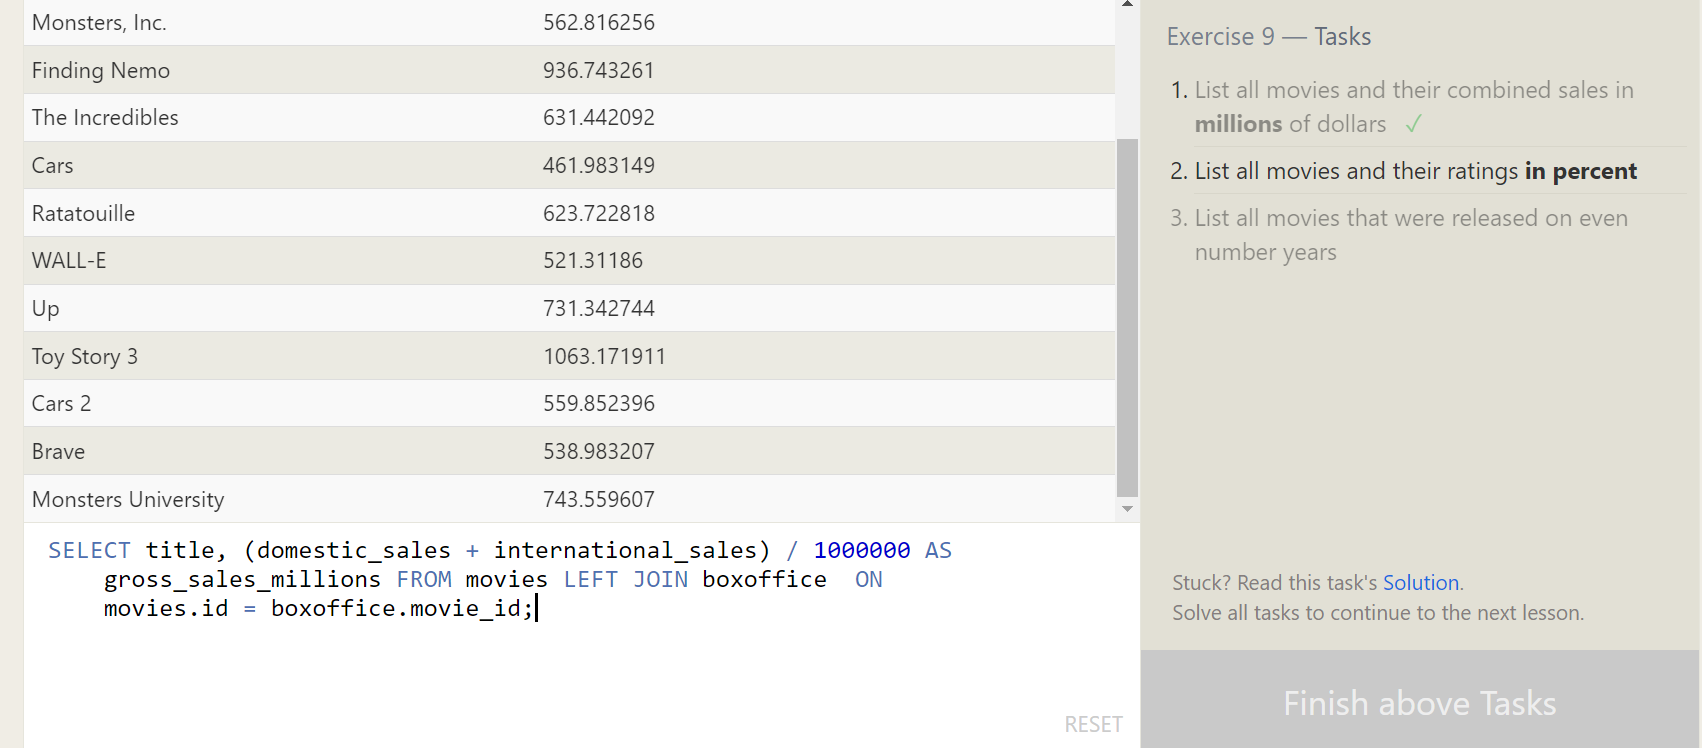 Monsters, Inc. 562.816256
Finding Nemo 936.743261
The Incredibles 631.442092
Cars 461.983149
Ratatouille 623.722818
WALL-E 521.31186
Up 731.342744
Toy Story 3 1063.171911
Cars 2 559.852396
Brave 538.983207
Monsters University 743.559607
SELECT title, (domestic_sales + international_sales) / 1000000 AS
gross_sales_millions FROM movies LEFT JOIN boxoffice  ON
movies.id = boxoffice.movie_id;
RESET
Exercise 9 — Tasks
1. List all movies and their combined sales in
millions of dollars ✓
2. List all movies and their ratings in percent
3. List all movies that were released on even
number years
Stuck? Read this task's Solution.
Solve all tasks to continue to the next lesson.
Finish above Tasks